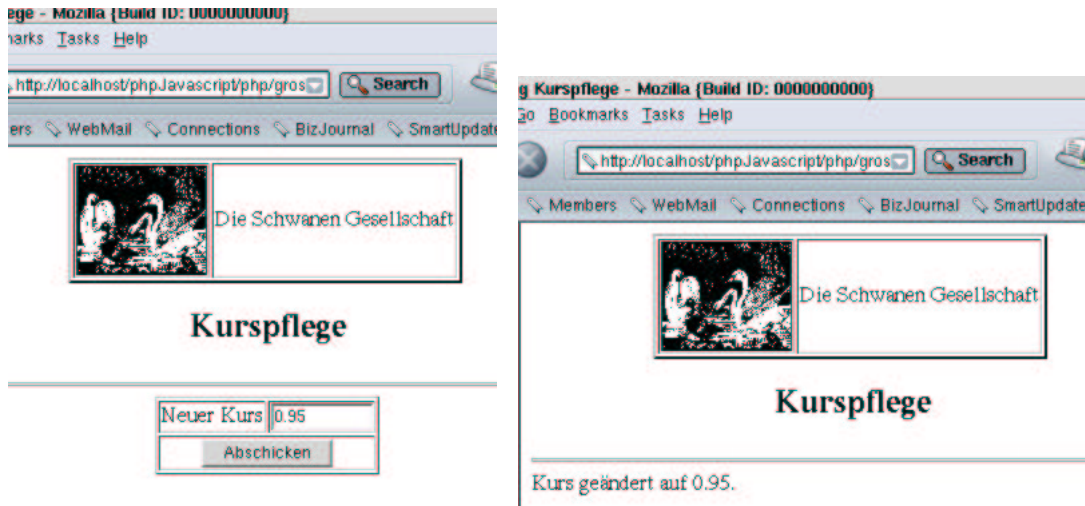 ege - Mozilla {Build ID: 0000000000}
marks Tasks Help
http://localhost/phpJavascript/php/gros Search
ers WebMail Connections BizJournal SmartUpdate
Die Schwanen Gesellschaft
Kurspflege
Neuer Kurs 0.95
Abschicken
g Kurspflege - Mozilla {Build ID: 0000000000}
Go Bookmarks Tasks Help
http://localhost/phpJavascript/php/gros Search
Members WebMail Connections BizJournal SmartUpdate
Die Schwanen Gesellschaft
Kurspflege
Kurs geändert auf 0.95.